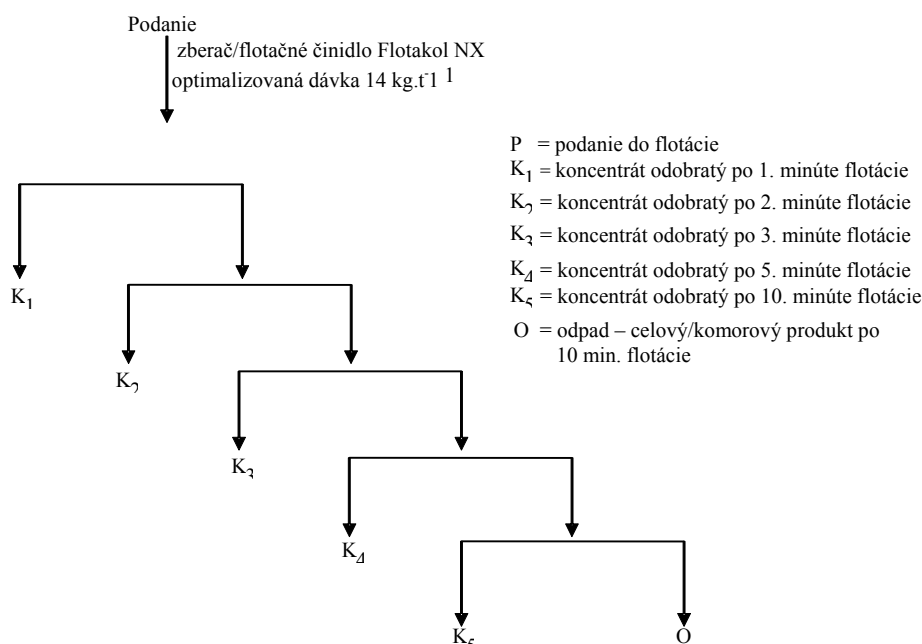 Podanie
zberač/flotačné činidlo Flotakol NX
optimalizovaná dávka 14 kg.t-1 1
P = podanie do flotácie
K1 = koncentrát odobratý po 1. minúte flotácie
K2 = koncentrát odobratý po 2. minúte flotácie
K3 = koncentrát odobratý po 3. minúte flotácie
K4 = koncentrát odobratý po 5. minúte flotácie
K5 = koncentrát odobratý po 10. minúte flotácie
O = odpad – celový/komorový produkt po
10 min. flotácie
K1
K2
K3
K4
K5
O